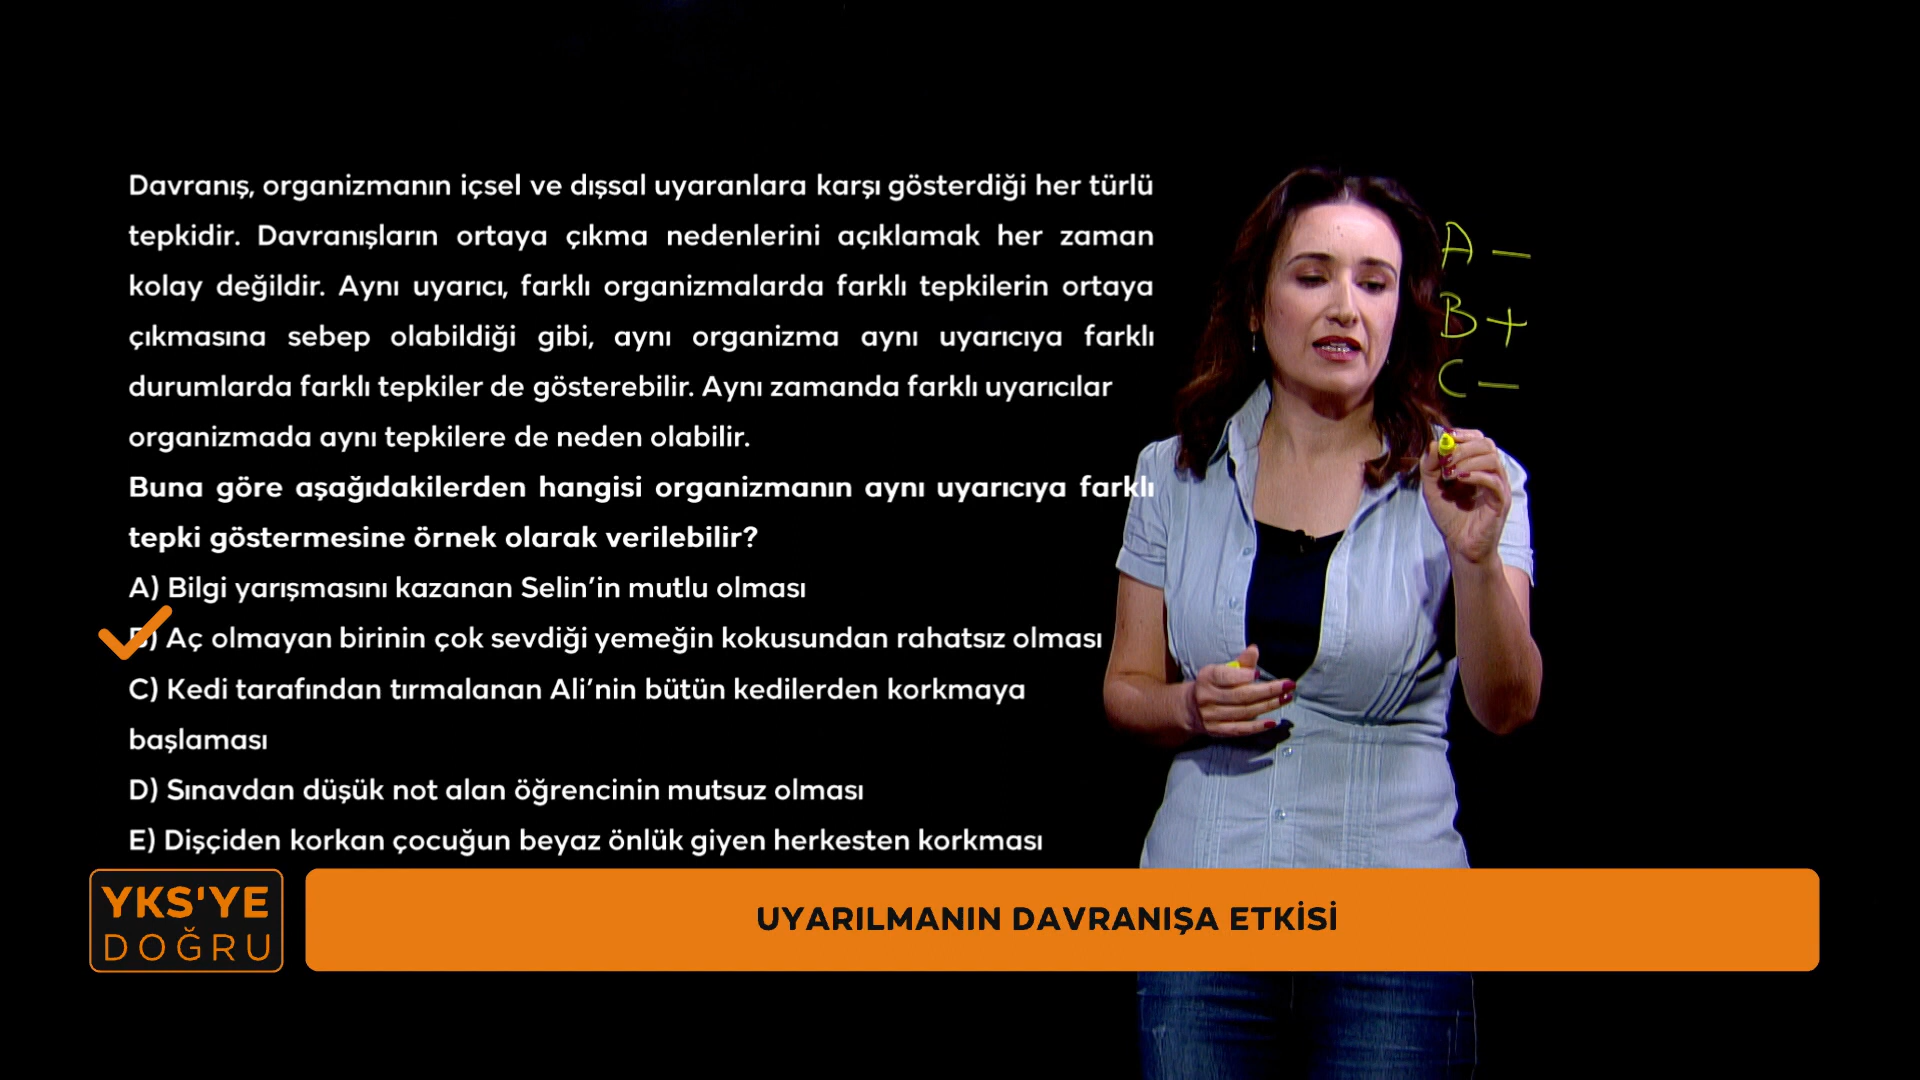 Davranış, organizmanın içsel ve dışsal uyaranlara karşı gösterdiği her türlü
tepkidir. Davranışların ortaya çıkma nedenlerini açıklamak her zaman
kolay değildir. Aynı uyarıcı, farklı organizmalarda farklı tepkilerin ortaya
çıkmasına sebep olabildiği gibi, aynı organizma aynı uyarıcıya farklı
durumlarda farklı tepkiler de gösterebilir. Aynı zamanda farklı uyarıcılar
organizmada aynı tepkilere de neden olabilir.
Buna göre aşağıdakilerden hangisi organizmanın aynı uyarıcıya farklı
tepki göstermesine örnek olarak verilebilir?
A) Bilgi yarışmasını kazanan Selin’in mutlu olması
B) Aç olmayan birinin çok sevdiği yemeğin kokusundan rahatsız olması
C) Kedi tarafından tırmalanan Ali’nin bütün kedilerden korkmaya
başlaması
D) Sınavdan düşük not alan öğrencinin mutsuz olması
E) Dişçiden korkan çocuğun beyaz önlük giyen herkesten korkması
A –
B +
C –
YKS'YE
DOĞRU
UYARILMANIN DAVRANIŞA ETKİSİ